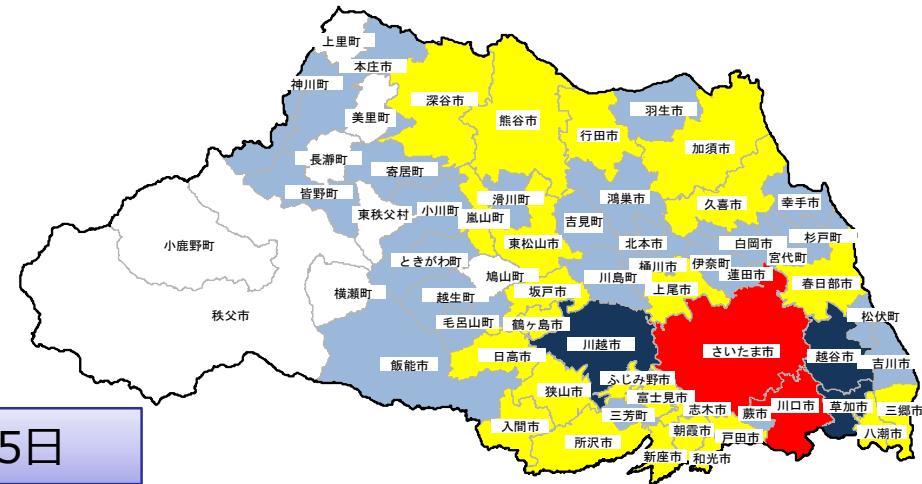 上里町
本庄市
神川町
深谷市
羽生市
美里町
熊谷市
行田市
加須市
長瀞町
寄居町
皆野町
滑川町
鴻巣市
久喜市
幸手市
東秩父村
小川町
嵐山町
吉見町
小鹿野町
東松山市
北本市
白岡市
杉戸町
ときがわ町
鳩山町
桶川市
伊奈町
宮代町
川島町
蓮田市
横瀬町
坂戸市
上尾市
春日部市
越生町
秩父市
毛呂山町
鶴ヶ島市
松伏町
川越市
さいたま市
越谷市
日高市
飯能市
吉川市
ふじみ野市
狭山市
富士見市
三芳町
志木市
蕨市
川口市
草加市
三郷市
入間市
朝霞市
戸田市
八潮市
所沢市
新座市
和光市
5日